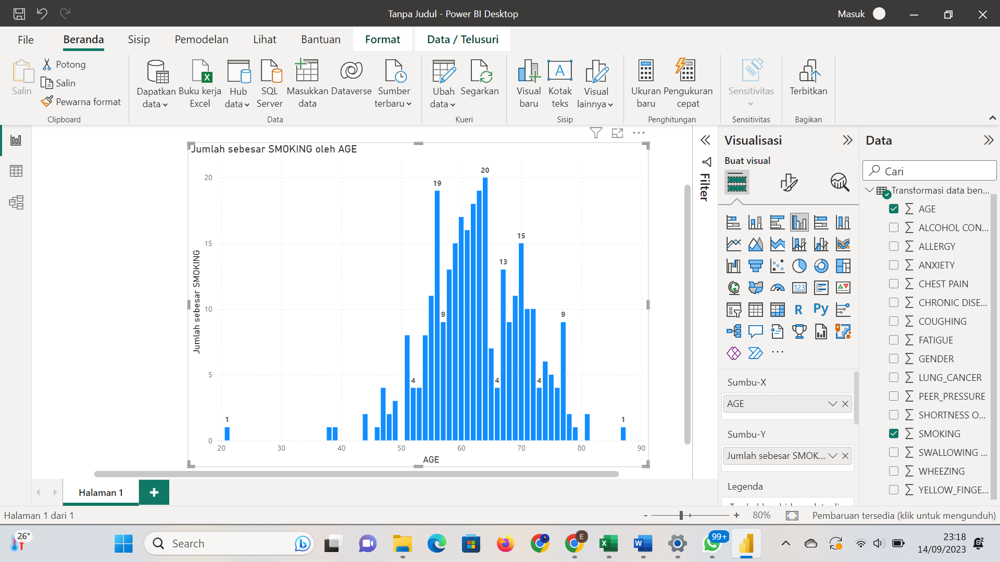 Tanpa Judul - Power BI Desktop
Masuk
File
Beranda
Sisip
Pemodelan
Lihat
Bantuan
Format
Data / Telusuri
Salin
Potong
Salin
Pewarna format
Clipboard
Dapatkan data
Buku kerja Excel
Hub data
SQL Server
Masukkan data
Dataverse
Sumber terbaru
Data
Ubah data
Segarkan
Kueri
Visual baru
Kotak teks
Visual lainnya
Sisip
Ukuran baru
Pengukuran cepat
Penghitungan
Sensitivitas
Sensitivitas
Terbitkan
Bagikan
Jumlah sebesar SMOKING oleh AGE
Jumlah sebesar SMOKING
20
15
10
5
0
1
4
19
9
20
4
13
15
4
9
1
20 30 40 50 60 70 80 90
AGE
Filter
Visualisasi
Buat visual
123
R
Py
Sumbu-X
AGE
Sumbu-Y
Jumlah sebesar SMOK...
Legenda
Data
Cari
Transformasi data ben...
AGE
ALCOHOL CON...
ALLERGY
ANXIETY
CHEST PAIN
CHRONIC DISE...
COUGHING
FATIGUE
GENDER
LUNG_CANCER
PEER_PRESSURE
SHORTNESS O...
SMOKING
SWALLOWING ...
WHEEZING
YELLOW_FINGE...
Halaman 1
+
Halaman 1 dari 1
- + 80%
Pembaruan tersedia (klik untuk mengunduh)
26°
Search
E
99+
23:18
14/09/2023